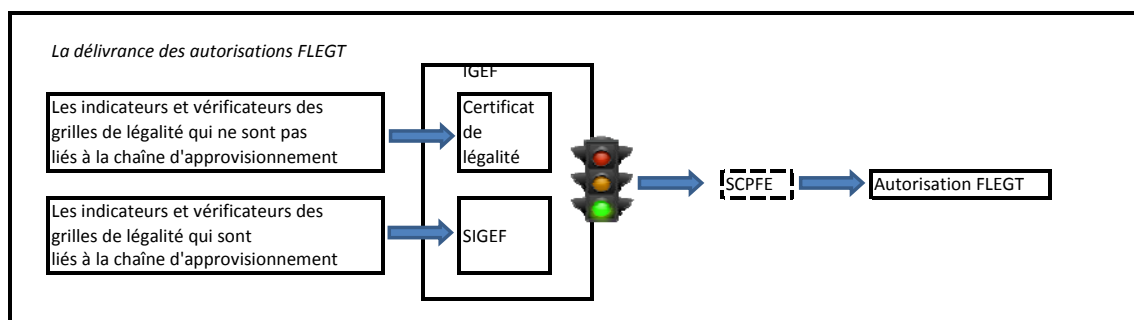 La délivrance des autorisations FLEGT
IGEF
Les indicateurs et vérificateurs des
grilles de légalité qui ne sont pas
liés à la chaîne d'approvisionnement
Certificat
de
légalité
SCPFE
Autorisation FLEGT
Les indicateurs et vérificateurs des
grilles de légalité qui sont
liés à la chaîne d'approvisionnement
SIGEF